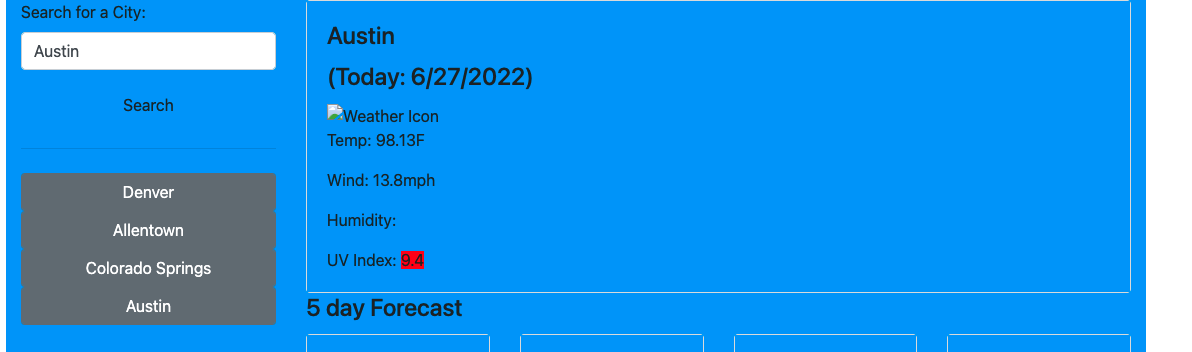 Search for a City:
Austin
Search
Denver
Allentown
Colorado Springs
Austin
Austin
(Today: 6/27/2022)
Weather Icon
Temp: 98.13F
Wind: 13.8mph
Humidity:
UV Index: 9.4
5 day Forecast